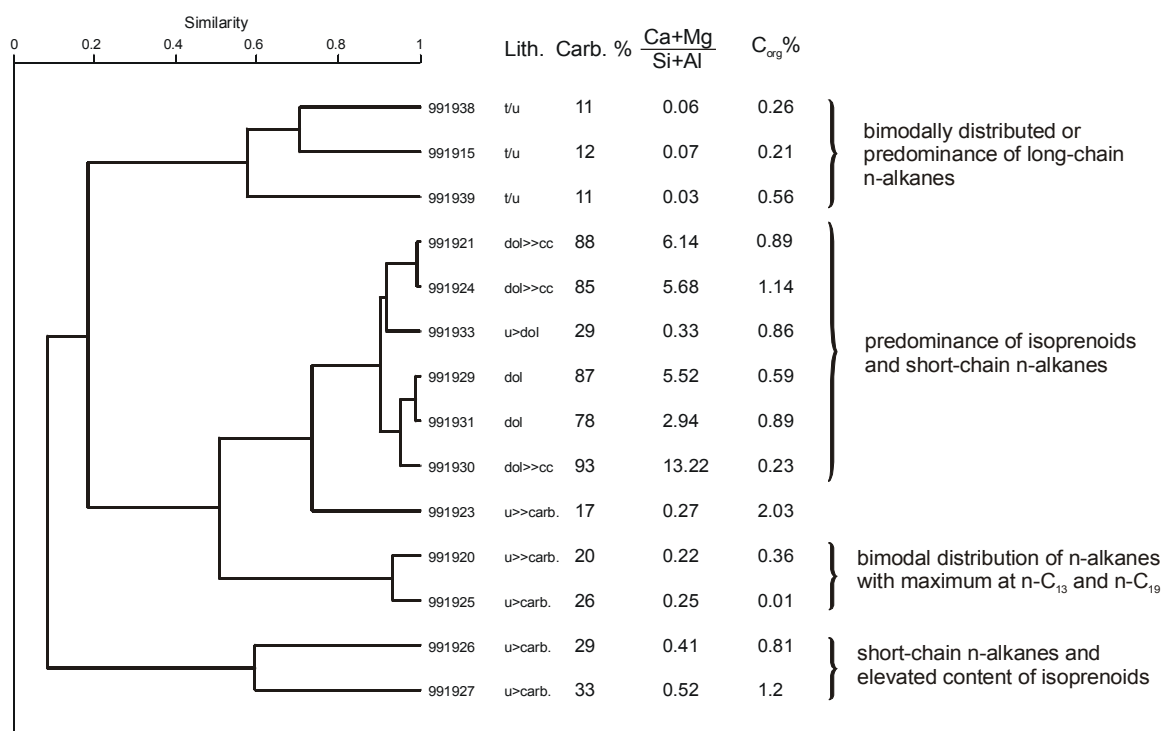 Similarity
0 0.2 0.4 0.6 0.8 1
Lith. Carb. % Ca+Mg C_org%
Si+Al
991938 t/u 11 0.06 0.26
991915 t/u 12 0.07 0.21
991939 t/u 11 0.03 0.56
bimodally distributed or
predominance of long-chain
n-alkanes
991921 dol>>cc 88 6.14 0.89
991924 dol>>cc 85 5.68 1.14
991933 u>dol 29 0.33 0.86
991929 dol 87 5.52 0.59
991931 dol 78 2.94 0.89
991930 dol>>cc 93 13.22 0.23
predominance of isoprenoids
and short-chain n-alkanes
991923 u>>carb. 17 0.27 2.03
991920 u>>carb. 20 0.22 0.36
991925 u>carb. 26 0.25 0.01
bimodal distribution of n-alkanes
with maximum at n-C₁₃ and n-C₁₉
991926 u>carb. 29 0.41 0.81
991927 u>carb. 33 0.52 1.2
short-chain n-alkanes and
elevated content of isoprenoids